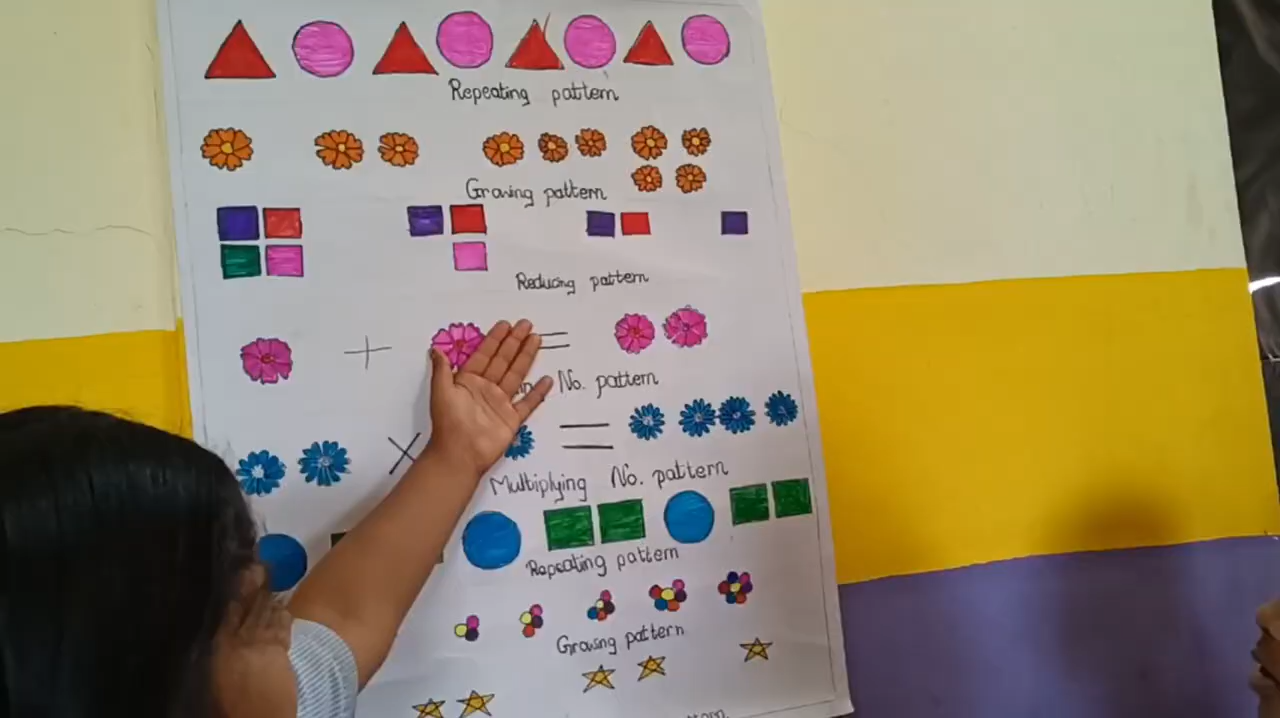 Repeating pattern
Growing pattern
Reducing pattern
+ =
No. pattern
× =
Multiplying No. pattern
Repeating pattern
Growing pattern